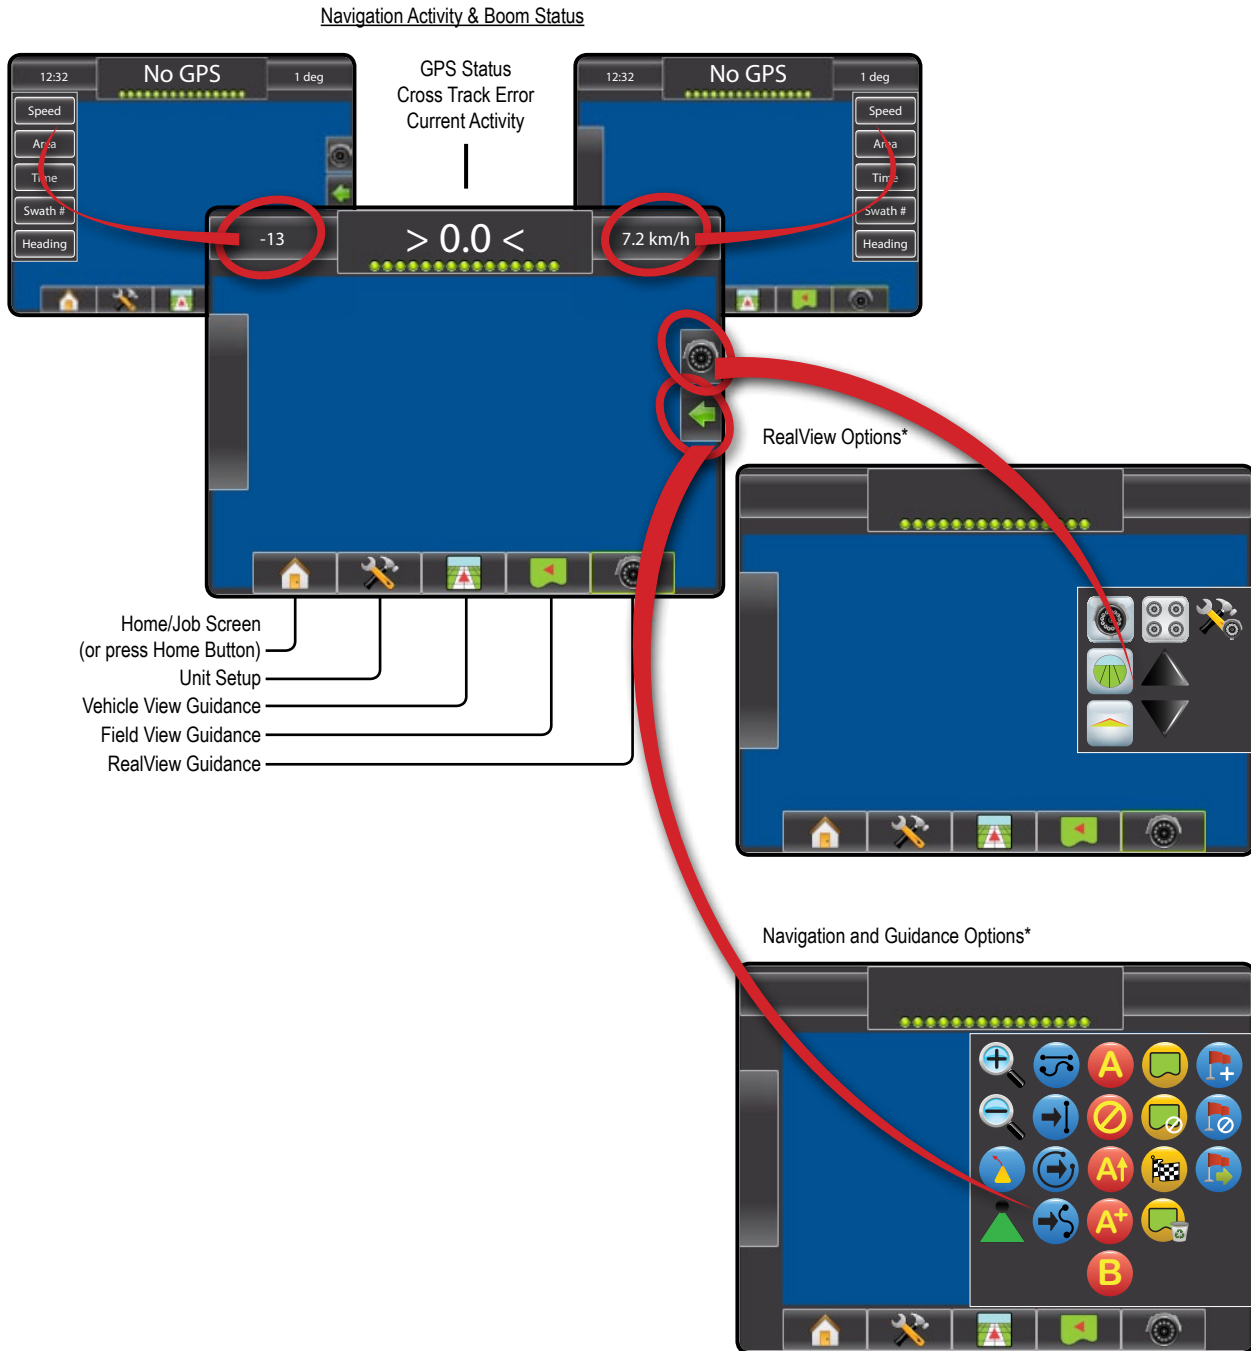 Navigation Activity & Boom Status
12:32
No GPS
1 deg
Speed
Area
Time
Swath #
Heading
GPS Status
Cross Track Error
Current Activity
12:32
No GPS
1 deg
Speed
Area
Time
Swath #
Heading
-13
> 0.0 <
7.2 km/h
Home/Job Screen
(or press Home Button)
Unit Setup
Vehicle View Guidance
Field View Guidance
RealView Guidance
RealView Options*
Navigation and Guidance Options*
A
A
A+
B